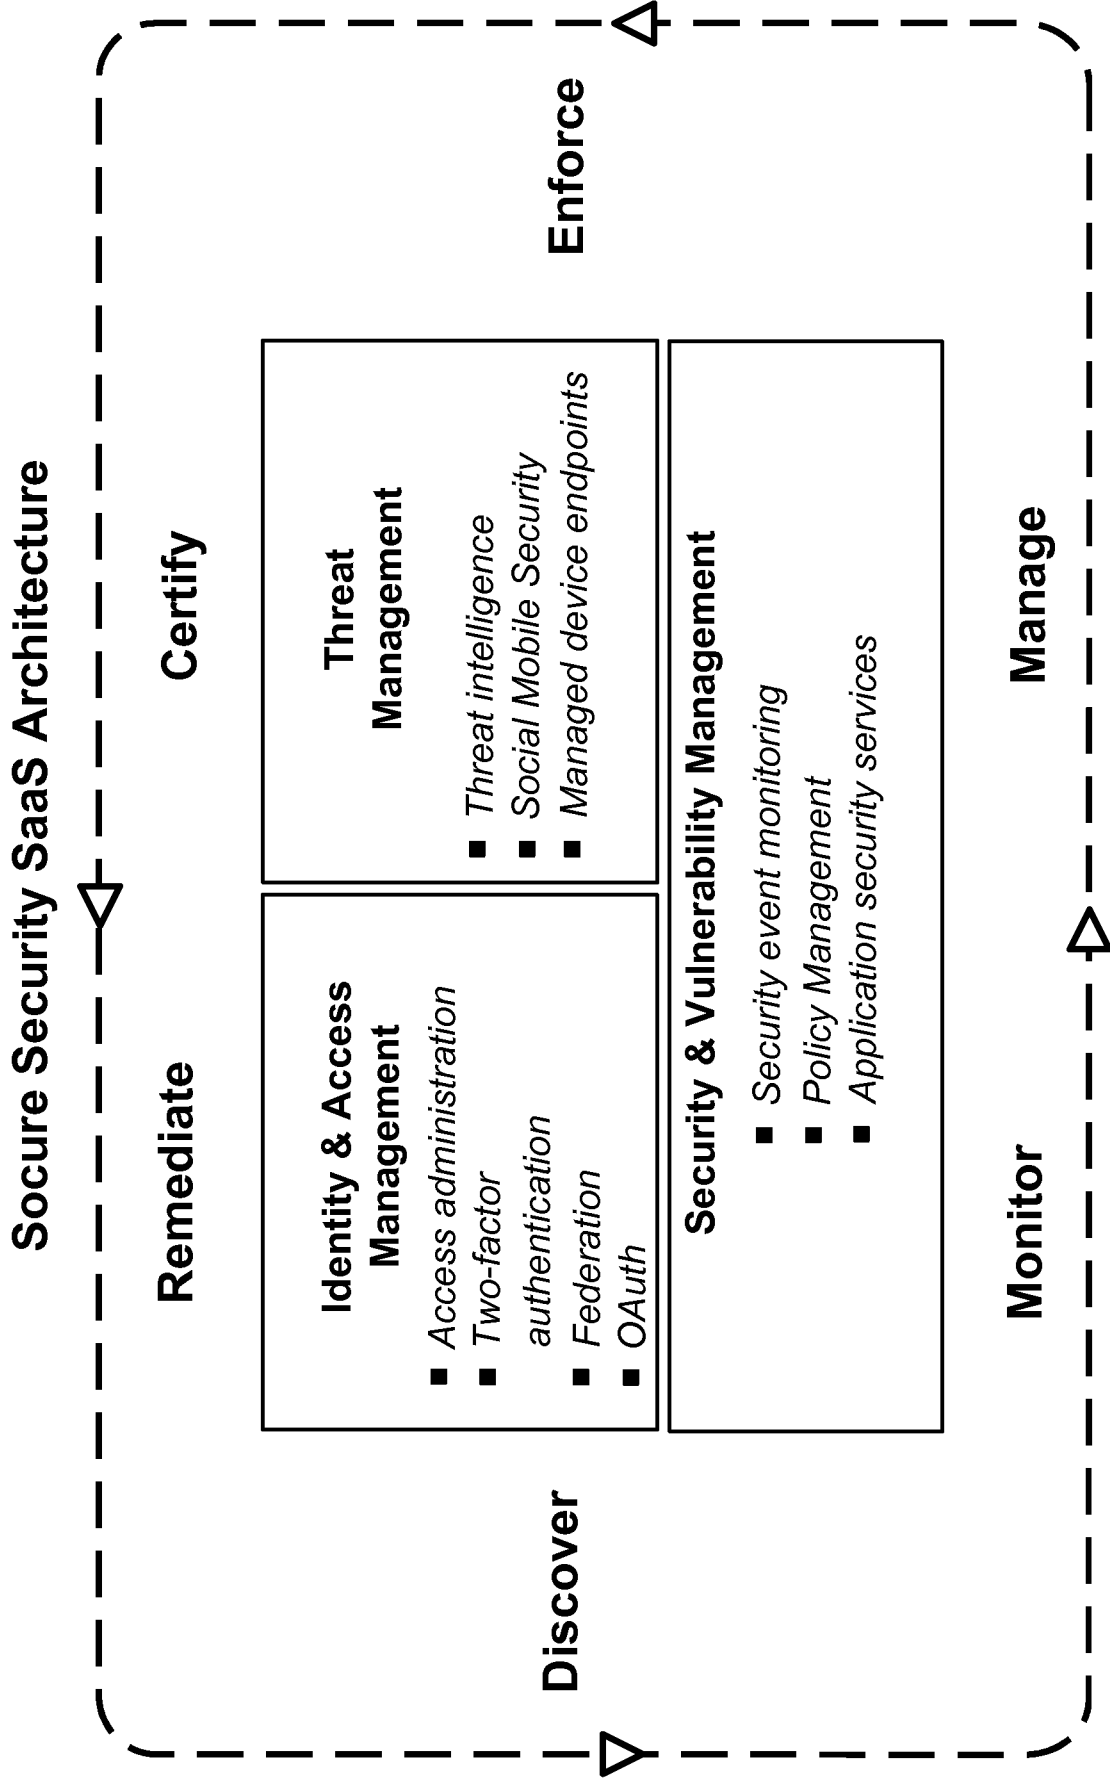 Socure Security SaaS Architecture
Remediate
Certify
Discover
Enforce
Identity & Access
Management
■ Access administration
■ Two-factor
authentication
■ Federation
■ OAuth
Threat
Management
■ Threat intelligence
■ Social Mobile Security
■ Managed device endpoints
Security & Vulnerability Management
■ Security event monitoring
■ Policy Management
■ Application security services
Monitor
Manage